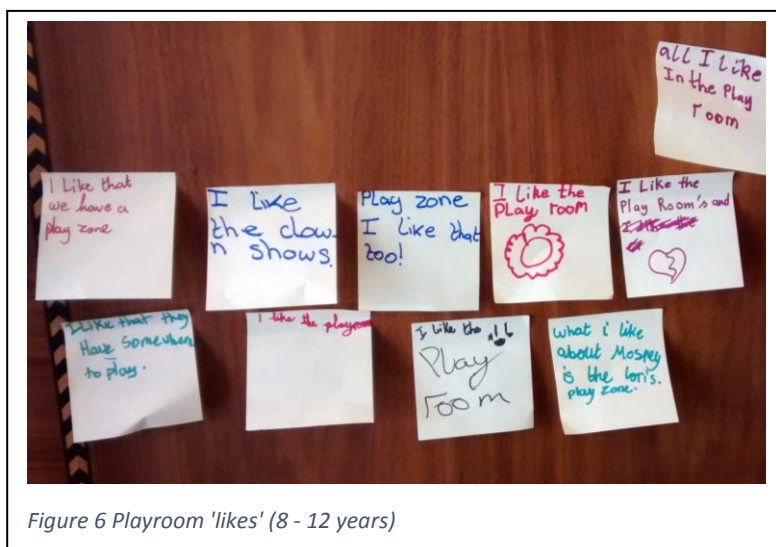 all I like
In the Play
room
I Like that
we have a
play zone
I like
the clow-
n shows.
Play zone
I like that
too!
I Like the
Play room
I Like the
Play Room's and
I like that they
Have somewher
to play.
I like the playroom
I like the
Play
room
what i like
about
is the
play zone.
Figure 6 Playroom 'likes' (8 - 12 years)